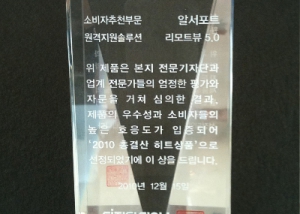 소비자추천부문 알서포트
원격지원솔루션 리모트뷰 5.0
위 제품은 본지 전문기자단과
업계 전문가들의 엄정한 평가와
자문을 거쳐 심의한 결과,
제품의 우수성과 소비자들의
높은 호응도가 입증되어
'2010 총결산 히트상품'으로
선정되었기에 이 상을 드립니다.
2010년 12월